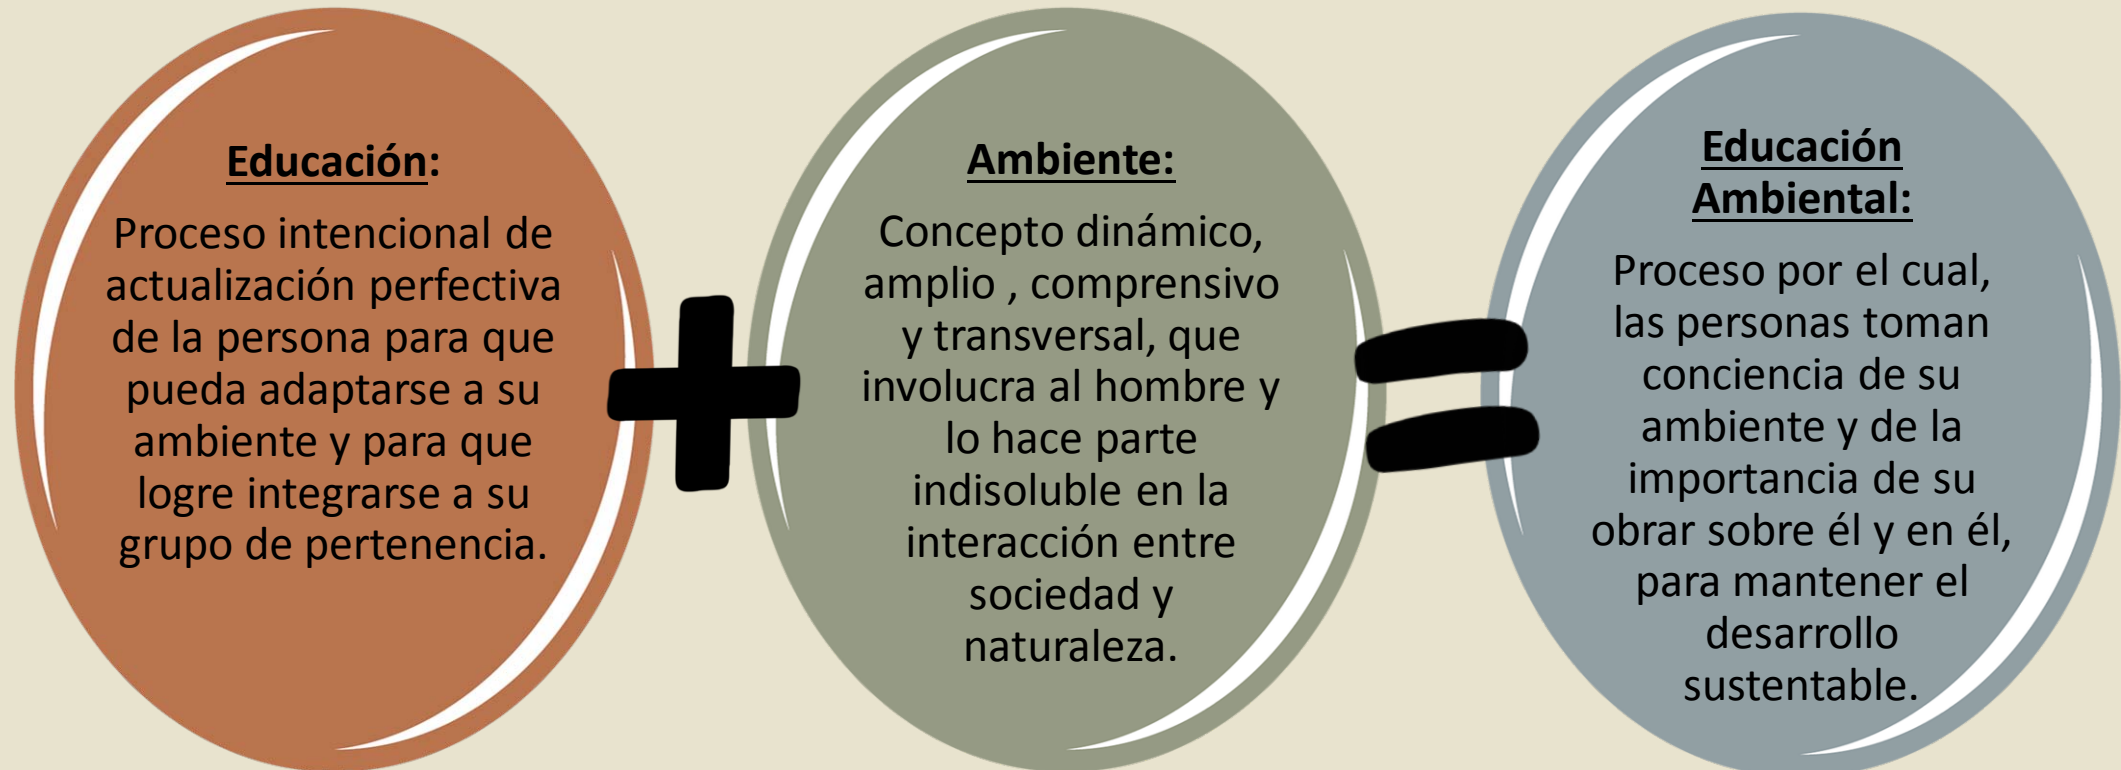 Educación:
Proceso intencional de
actualización perfectiva
de la persona para que
pueda adaptarse a su
ambiente y para que
logre integrarse a su
grupo de pertenencia.
+
Ambiente:
Concepto dinámico,
amplio , comprensivo
y transversal, que
involucra al hombre y
lo hace parte
indisoluble en la
interacción entre
sociedad y
naturaleza.
=
Educación
Ambiental:
Proceso por el cual,
las personas toman
conciencia de su
ambiente y de la
importancia de su
obrar sobre él y en él,
para mantener el
desarrollo
sustentable.